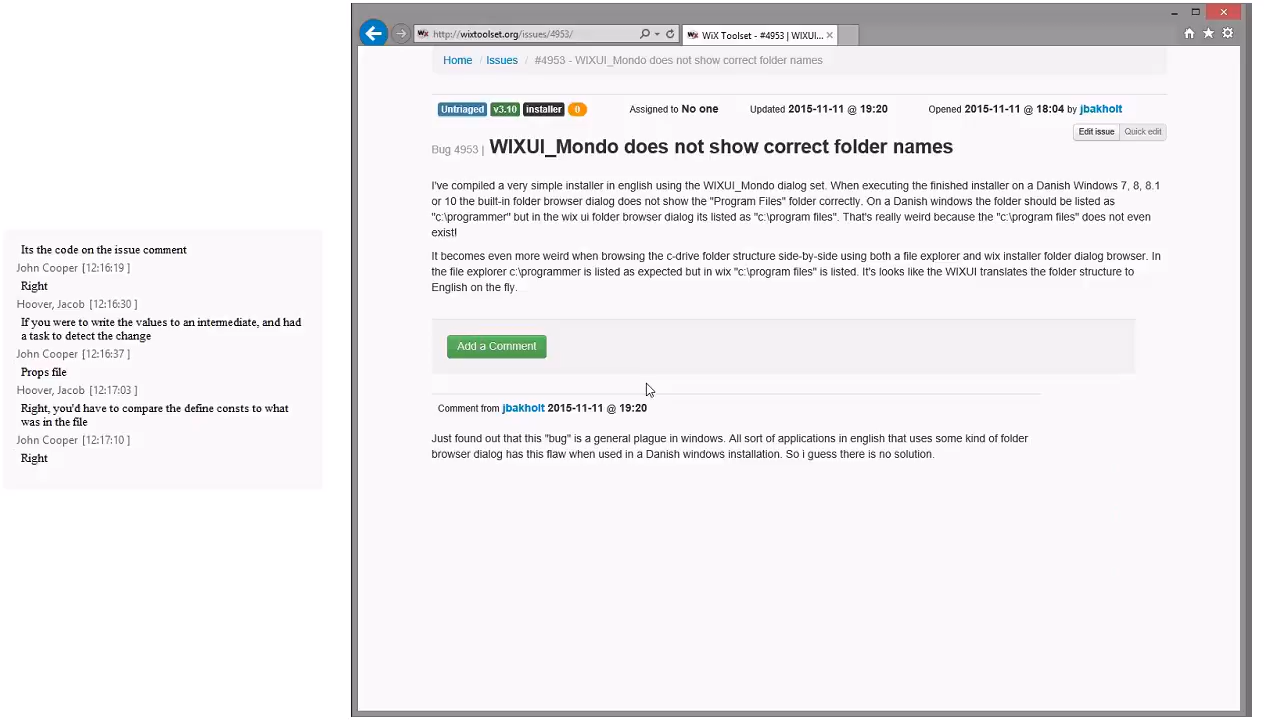 http://wixtoolset.org/issues/4953/
WiX Toolset - #4953 | WIXUI...
Home / Issues / #4953 - WIXUI_Mondo does not show correct folder names
Untriaged v3.10 installer 0 Assigned to No one Updated 2015-11-11 @ 19:20 Opened 2015-11-11 @ 18:04 by jbakholt
Edit issue Quick edit
Bug 4953 | WIXUI_Mondo does not show correct folder names
I've compiled a very simple installer in english using the WIXUI_Mondo dialog set. When executing the finished installer on a Danish Windows 7, 8, 8.1
or 10 the built-in folder browser dialog does not show the "Program Files" folder correctly. On a Danish windows the folder should be listed as
"c:\programmer" but in the wix ui folder browser dialog its listed as "c:\program files". That's really weird because the "c:\program files" does not even
exist!
It becomes even more weird when browsing the c-drive folder structure side-by-side using both a file explorer and wix installer folder dialog browser. In
the file explorer c:\programmer is listed as expected but in wix "c:\program files" is listed. It's looks like the WIXUI translates the folder structure to
English on the fly.
Add a Comment
Comment from jbakholt 2015-11-11 @ 19:20
Just found out that this "bug" is a general plague in windows. All sort of applications in english that uses some kind of folder
browser dialog has this flaw when used in a Danish windows installation. So i guess there is no solution.
Its the code on the issue comment
John Cooper [12:16:19 ]
Right
Hoover, Jacob [12:16:30 ]
If you were to write the values to an intermediate, and had
a task to detect the change
John Cooper [12:16:37 ]
Props file
Hoover, Jacob [12:17:03 ]
Right, you'd have to compare the define consts to what
was in the file
John Cooper [12:17:10 ]
Right